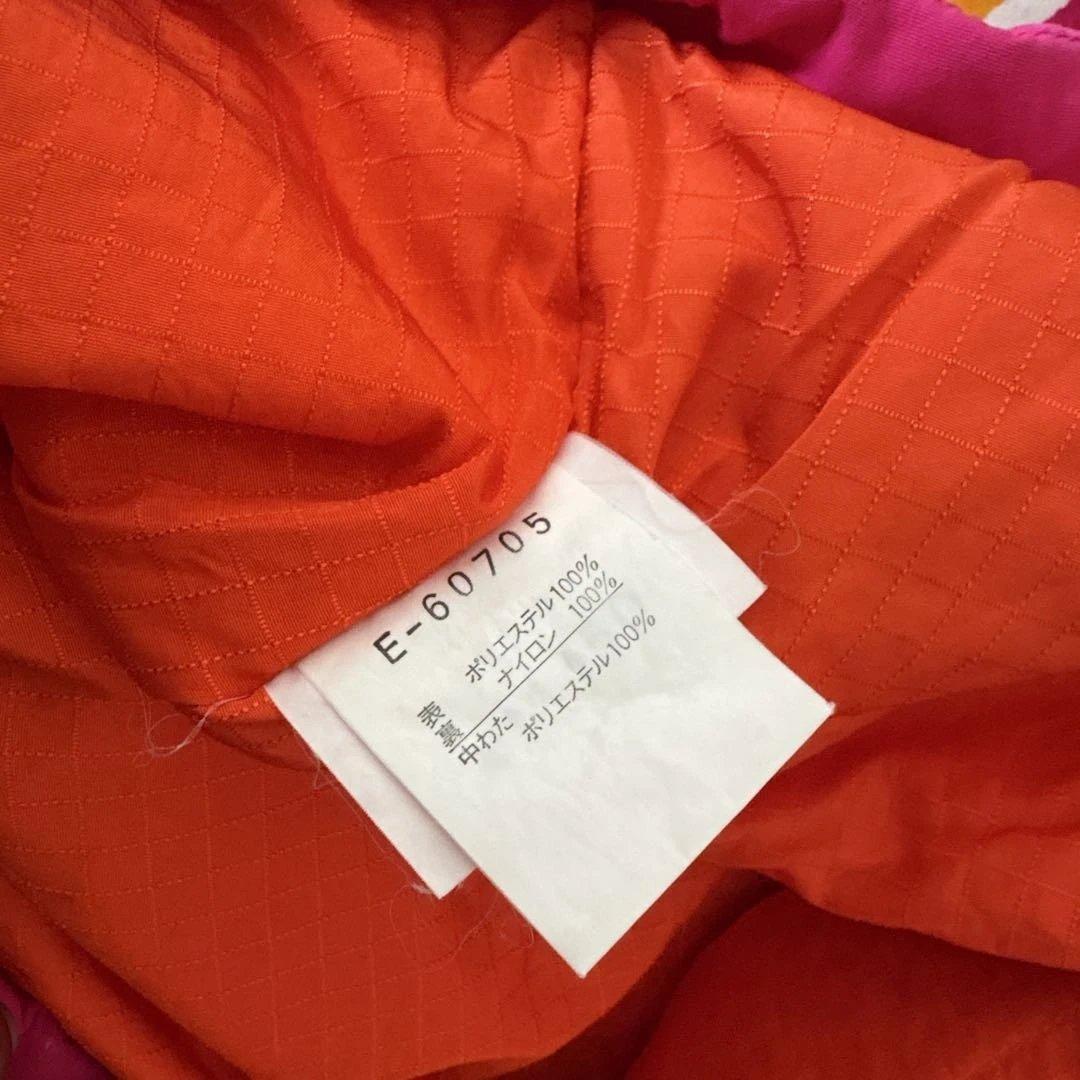 E-60705
表 ポリエステル100%
裏 ナイロン 100%
中わた ポリエステル100%